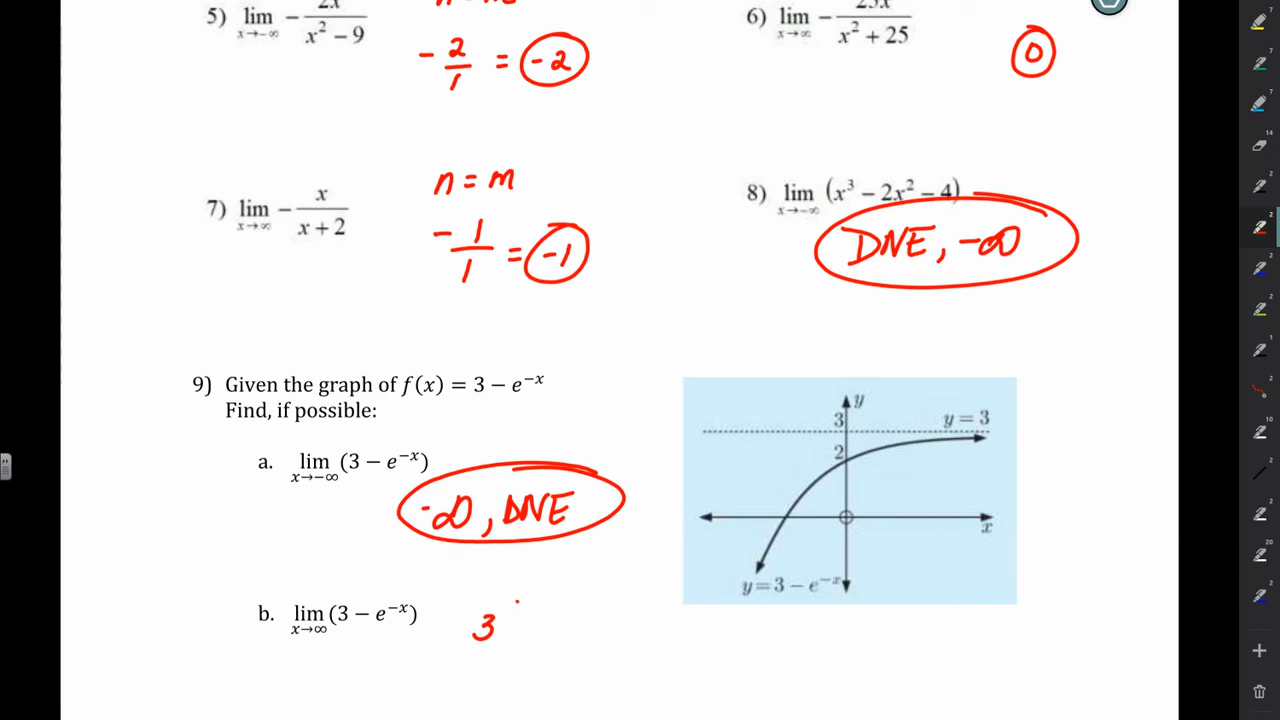 5) lim x→−∞ − 2x / x² − 9
− 2/1 = −2
6) lim x→∞ − / x² + 25
0
7) lim x→∞ − x / x + 2
n = m
− 1/1 = −1
8) lim x→−∞ (x³ − 2x² − 4)
DNE, −∞
9) Given the graph of f(x) = 3 − e⁻ˣ
Find, if possible:
a. lim x→−∞ (3 − e⁻ˣ)
−∞, DNE
b. lim x→∞ (3 − e⁻ˣ)
3
y
3
y = 3
2
x
y = 3 − e⁻ˣ